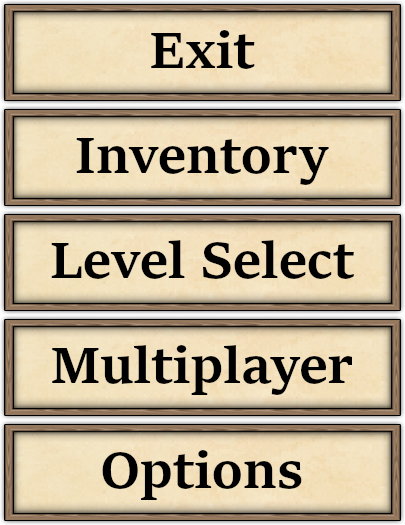 Exit
Inventory
Level Select
Multiplayer
Options